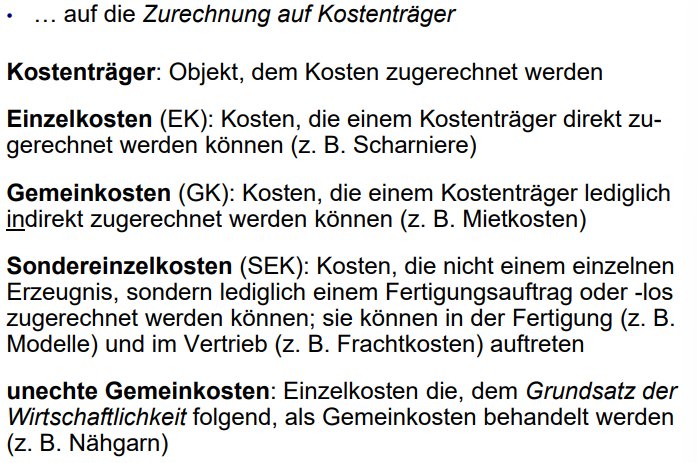 • … auf die Zurechnung auf Kostenträger
Kostenträger: Objekt, dem Kosten zugerechnet werden
Einzelkosten (EK): Kosten, die einem Kostenträger direkt zu-
gerechnet werden können (z. B. Scharniere)
Gemeinkosten (GK): Kosten, die einem Kostenträger lediglich
indirekt zugerechnet werden können (z. B. Mietkosten)
Sondereinzelkosten (SEK): Kosten, die nicht einem einzelnen
Erzeugnis, sondern lediglich einem Fertigungsauftrag oder -los
zugerechnet werden können; sie können in der Fertigung (z. B.
Modelle) und im Vertrieb (z. B. Frachtkosten) auftreten
unechte Gemeinkosten: Einzelkosten die, dem Grundsatz der
Wirtschaftlichkeit folgend, als Gemeinkosten behandelt werden
(z. B. Nähgarn)